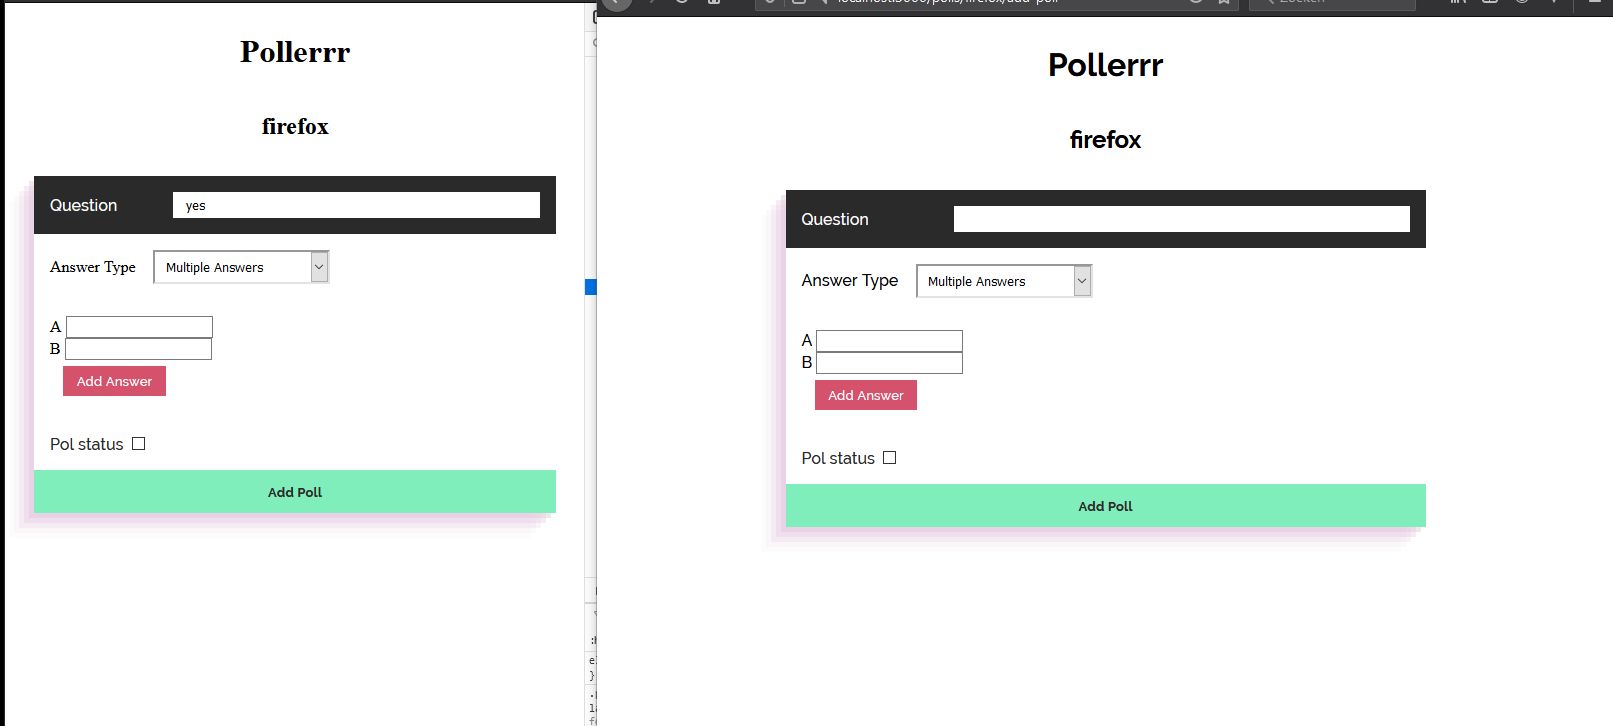 Pollerrr
firefox
Question
yes
Answer Type
Multiple Answers
A
B
Add Answer
Pol status
Add Poll
Pollerrr
firefox
Question
Answer Type
Multiple Answers
A
B
Add Answer
Pol status
Add Poll